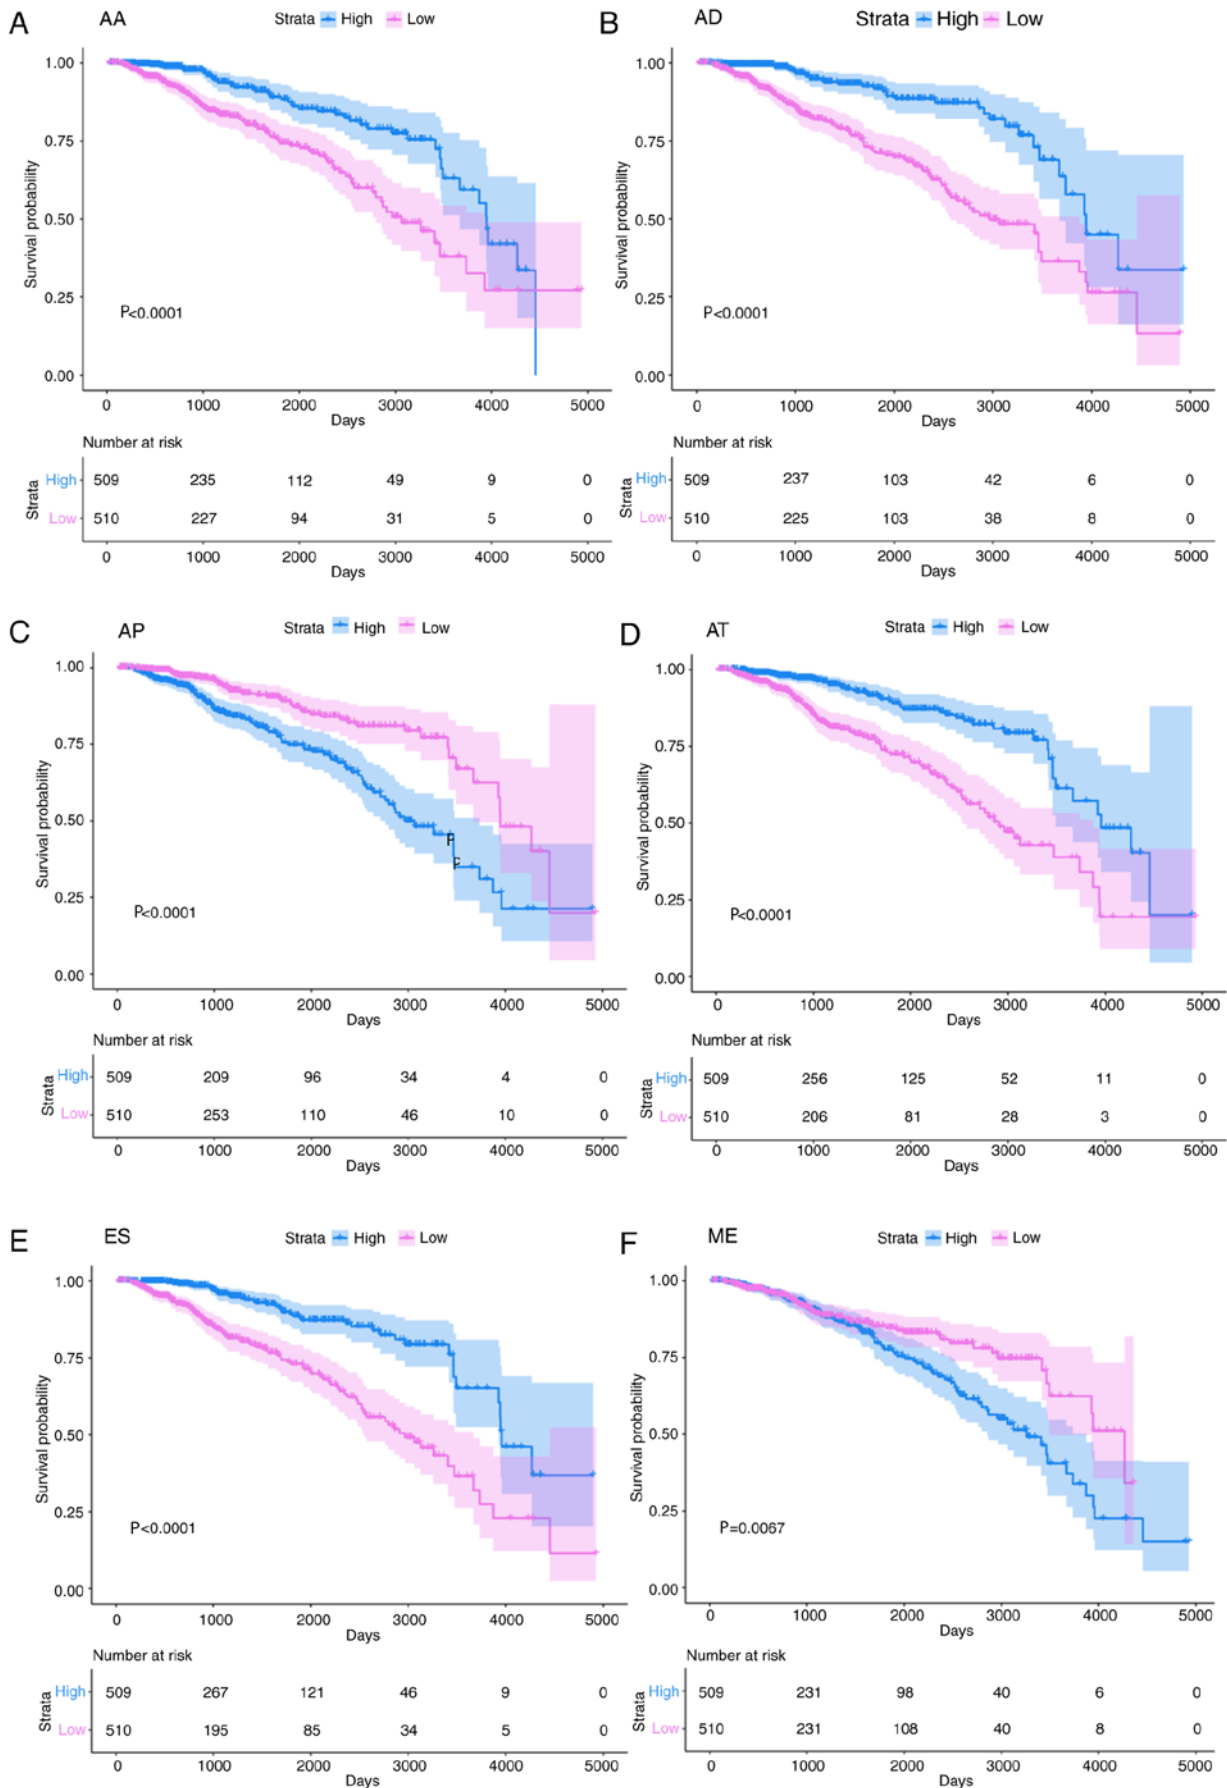 A AA Strata High Low
1.00
0.75
0.50
0.25
0.00
Survival probability
P<0.0001
0 1000 2000 3000 4000 5000
Days
Number at risk
Strata
High 509 235 112 49 9 0
Low 510 227 94 31 5 0
0 1000 2000 3000 4000 5000
Days
B AD Strata High Low
1.00
0.75
0.50
0.25
0.00
Survival probability
P<0.0001
0 1000 2000 3000 4000 5000
Days
Number at risk
Strata
High 509 237 103 42 6 0
Low 510 225 103 38 8 0
0 1000 2000 3000 4000 5000
Days
C AP Strata High Low
1.00
0.75
0.50
0.25
0.00
Survival probability
P
P
P<0.0001
0 1000 2000 3000 4000 5000
Days
Number at risk
Strata
High 509 209 96 34 4 0
Low 510 253 110 46 10 0
0 1000 2000 3000 4000 5000
Days
D AT Strata High Low
1.00
0.75
0.50
0.25
0.00
Survival probability
P<0.0001
0 1000 2000 3000 4000 5000
Days
Number at risk
Strata
High 509 256 125 52 11 0
Low 510 206 81 28 3 0
0 1000 2000 3000 4000 5000
Days
E ES Strata High Low
1.00
0.75
0.50
0.25
0.00
Survival probability
P<0.0001
0 1000 2000 3000 4000 5000
Days
Number at risk
Strata
High 509 267 121 46 9 0
Low 510 195 85 34 5 0
0 1000 2000 3000 4000 5000
Days
F ME Strata High Low
1.00
0.75
0.50
0.25
0.00
Survival probability
P=0.0067
0 1000 2000 3000 4000 5000
Days
Number at risk
Strata
High 509 231 98 40 6 0
Low 510 231 108 40 8 0
0 1000 2000 3000 4000 5000
Days